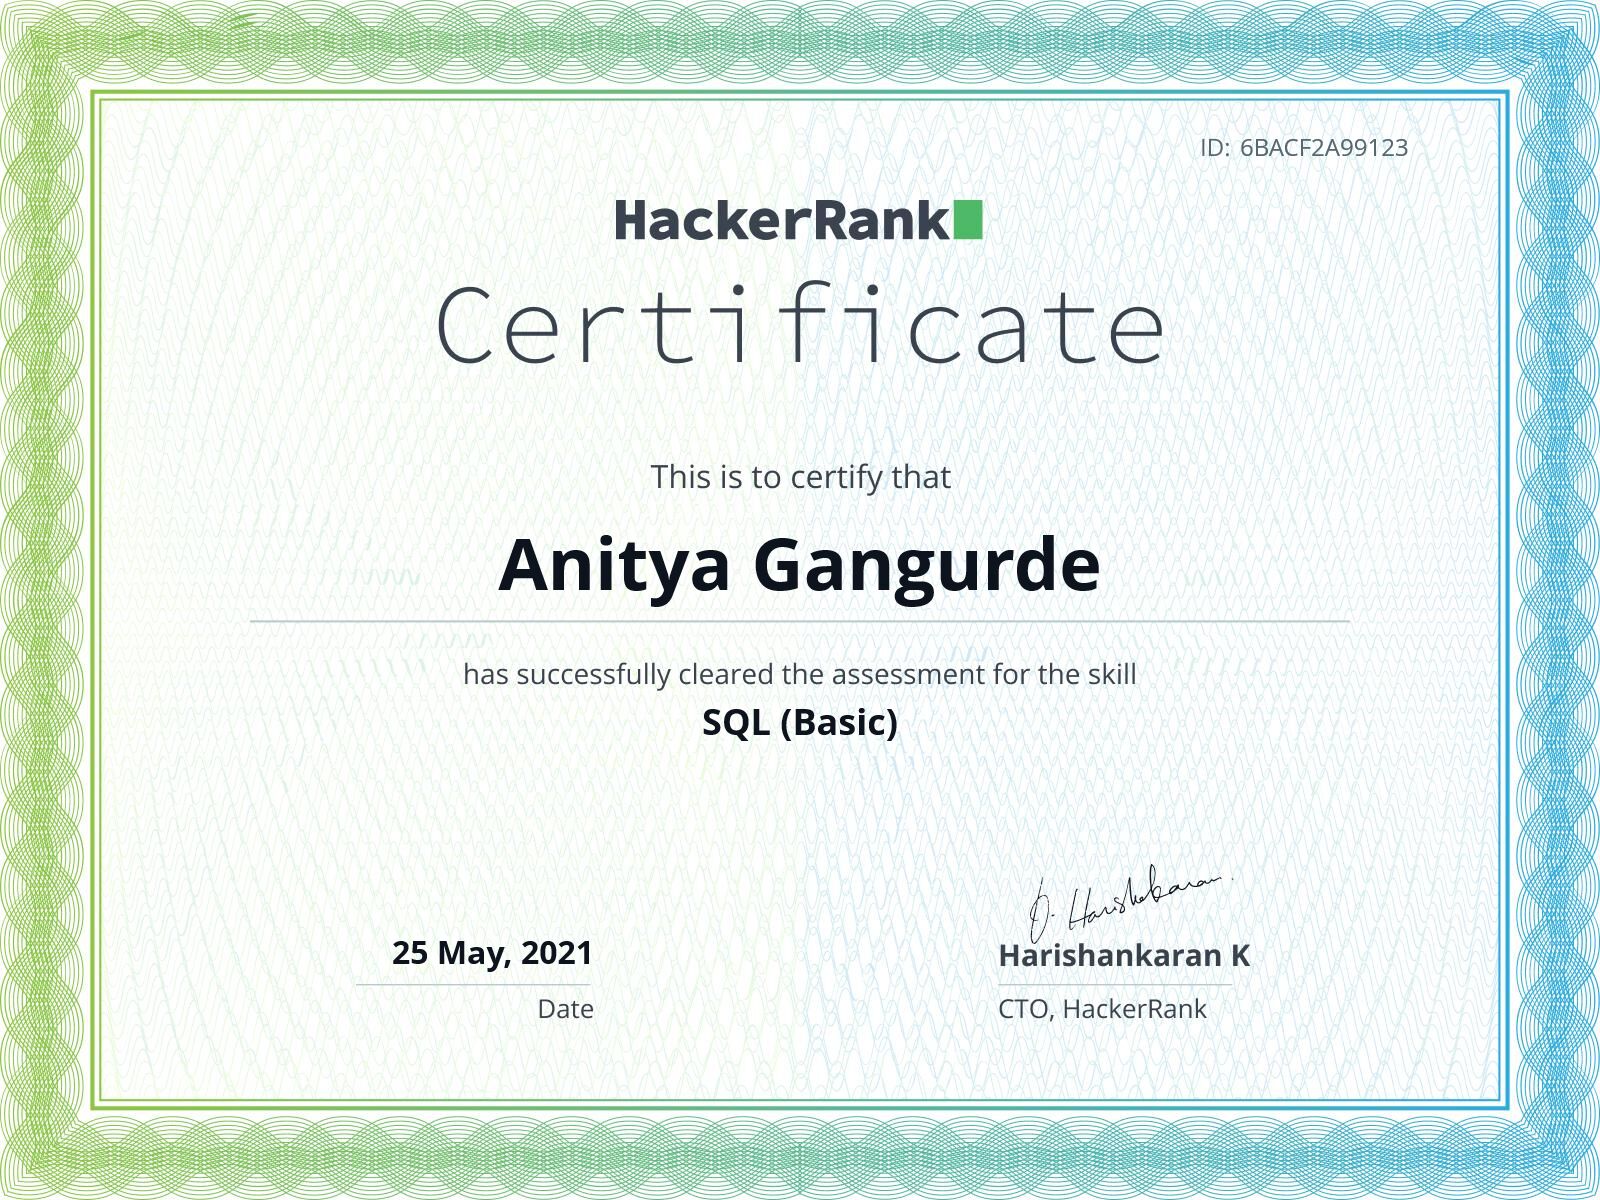 ID: 6BACF2A99123
HackerRank
Certificate
This is to certify that
Anitya Gangurde
has successfully cleared the assessment for the skill
SQL (Basic)
25 May, 2021
Date
Harishankaran K
CTO, HackerRank